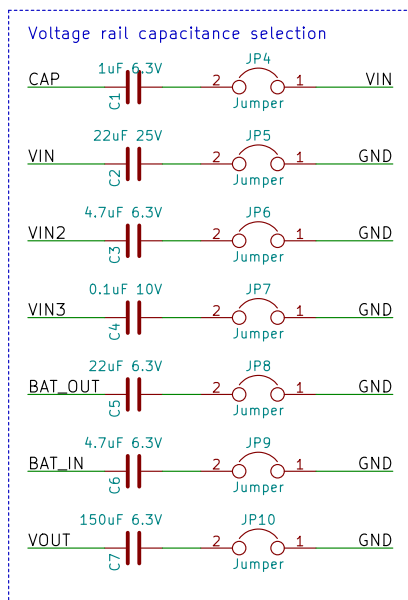 Voltage rail capacitance selection
1uF 6.3V JP4
CAP C1 2 1 VIN
Jumper
22uF 25V JP5
VIN C2 2 1 GND
Jumper
4.7uF 6.3V JP6
VIN2 C3 2 1 GND
Jumper
0.1uF 10V JP7
VIN3 C4 2 1 GND
Jumper
22uF 6.3V JP8
BAT_OUT C5 2 1 GND
Jumper
4.7uF 6.3V JP9
BAT_IN C6 2 1 GND
Jumper
150uF 6.3V JP10
VOUT C7 2 1 GND
Jumper